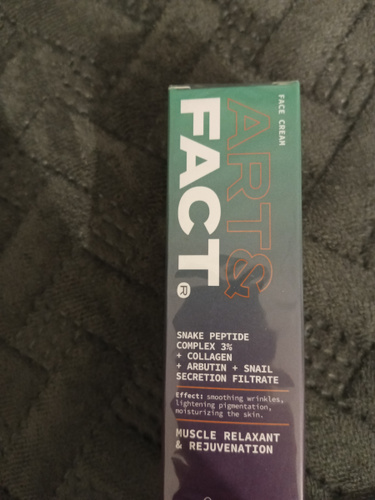 FACE CREAM
ART&
FACT®
SNAKE PEPTIDE
COMPLEX 3%
+ COLLAGEN
+ ARBUTIN + SNAIL
SECRETION FILTRATE
Effect: smoothing wrinkles,
lightening pigmentation,
moisturizing the skin.
MUSCLE RELAXANT
& REJUVENATION